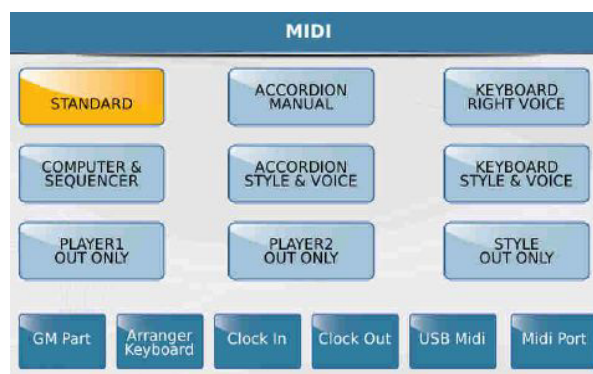 MIDI
STANDARD
ACCORDION
MANUAL
KEYBOARD
RIGHT VOICE
COMPUTER &
SEQUENCER
ACCORDION
STYLE & VOICE
KEYBOARD
STYLE & VOICE
PLAYER1
OUT ONLY
PLAYER2
OUT ONLY
STYLE
OUT ONLY
GM Part
Arranger
Keyboard
Clock In
Clock Out
USB Midi
Midi Port